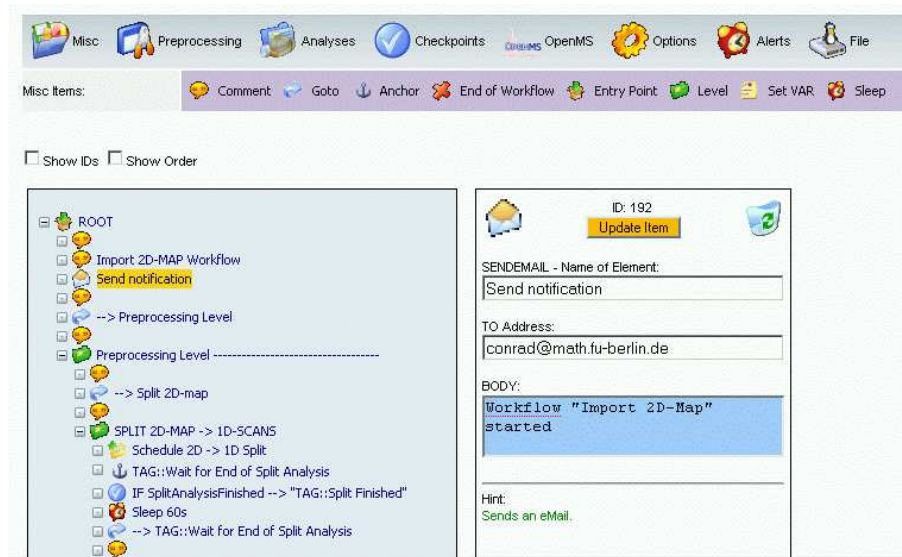 Misc Preprocessing Analyses Checkpoints OpenMS OpenMS Options Alerts File
Misc Items: Comment Goto Anchor End of Workflow Entry Point Level Set VAR Sleep
Show IDs Show Order
ROOT
Import 2D-MAP Workflow
Send notification
--> Preprocessing Level
Preprocessing Level ----------------------------------
--> Split 2D-map
SPLIT 2D-MAP -> 1D-SCANS
Schedule 2D -> 1D Split
TAG::Wait for End of Split Analysis
IF SplitAnalysisFinished --> "TAG::Split Finished"
Sleep 60s
--> TAG::Wait for End of Split Analysis
ID: 192
Update Item
SENDEMAIL - Name of Element:
Send notification
TO Address:
conrad@math.fu-berlin.de
BODY:
Workflow "Import 2D-Map"
started
Hint:
Sends an eMail.